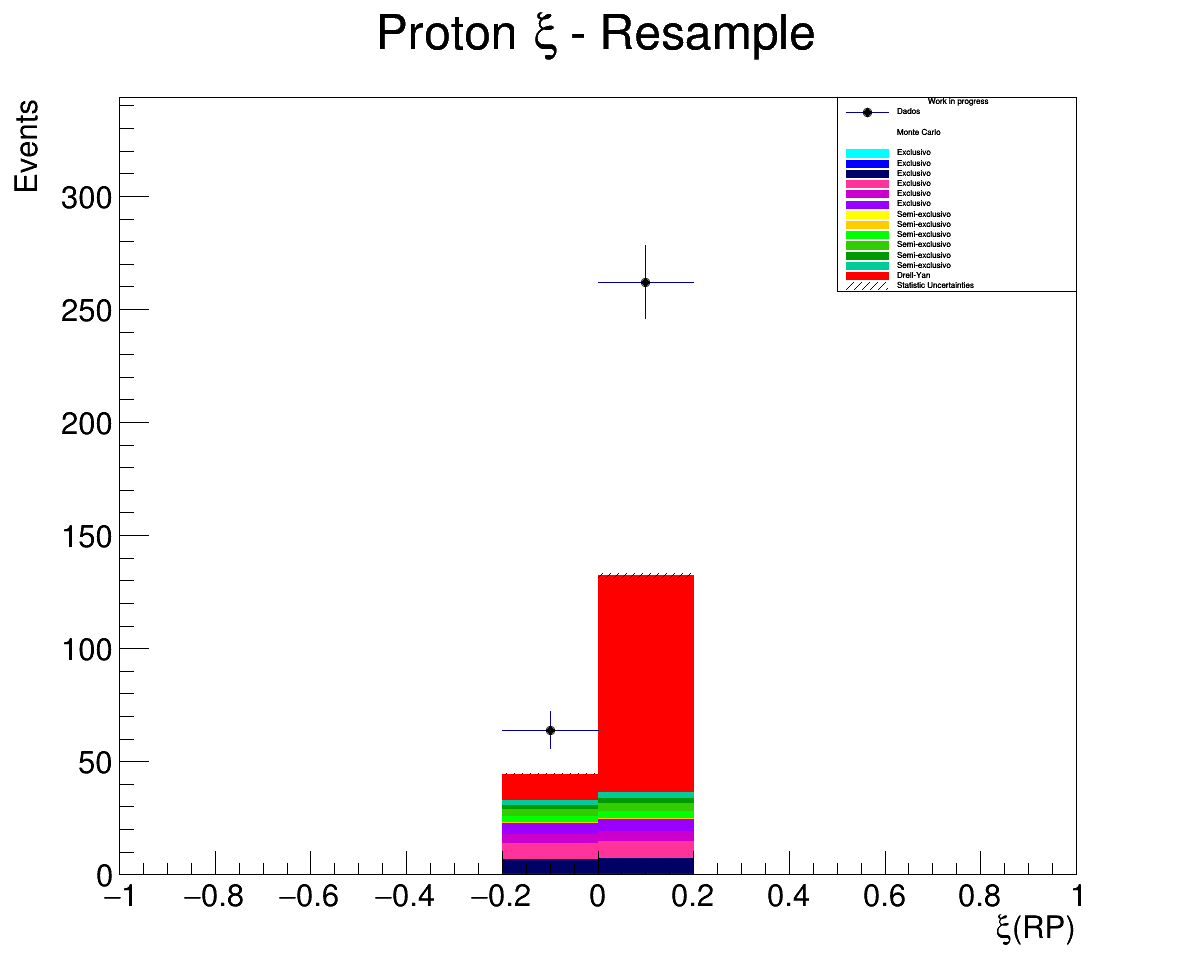 Proton ξ - Resample
Events
300
250
200
150
100
50
0
Work in progress
Dados
Monte Carlo
Exclusivo
Exclusivo
Exclusivo
Exclusivo
Exclusivo
Exclusivo
Semi-exclusivo
Semi-exclusivo
Semi-exclusivo
Semi-exclusivo
Semi-exclusivo
Semi-exclusivo
Drell-Yan
Statistic Uncertainties
−1 −0.8 −0.6 −0.4 −0.2 0 0.2 0.4 0.6 0.8 1
ξ(RP)